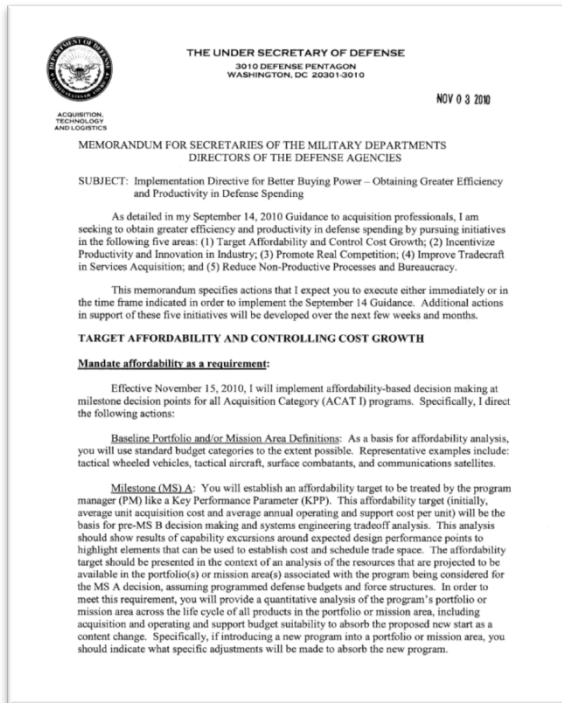 THE UNDER SECRETARY OF DEFENSE
3010 DEFENSE PENTAGON
WASHINGTON, DC 20301-3010
NOV 03 2010
ACQUISITION,
TECHNOLOGY
AND LOGISTICS
MEMORANDUM FOR SECRETARIES OF THE MILITARY DEPARTMENTS
DIRECTORS OF THE DEFENSE AGENCIES
SUBJECT: Implementation Directive for Better Buying Power – Obtaining Greater Efficiency
and Productivity in Defense Spending
As detailed in my September 14, 2010 Guidance to acquisition professionals, I am
seeking to obtain greater efficiency and productivity in defense spending by pursuing initiatives
in the following five areas: (1) Target Affordability and Control Cost Growth; (2) Incentivize
Productivity and Innovation in Industry; (3) Promote Real Competition; (4) Improve Tradecraft
in Services Acquisition; and (5) Reduce Non-Productive Processes and Bureaucracy.
This memorandum specifies actions that I expect you to execute either immediately or in
the time frame indicated in order to implement the September 14 Guidance. Additional actions
in support of these five initiatives will be developed over the next few weeks and months.
TARGET AFFORDABILITY AND CONTROLLING COST GROWTH
Mandate affordability as a requirement:
Effective November 15, 2010, I will implement affordability-based decision making at
milestone decision points for all Acquisition Category (ACAT I) programs. Specifically, I direct
the following actions:
Baseline Portfolio and/or Mission Area Definitions: As a basis for affordability analysis,
you will use standard budget categories to the extent possible. Representative examples include:
tactical wheeled vehicles, tactical aircraft, surface combatants, and communications satellites.
Milestone (MS) A: You will establish an affordability target to be treated by the program
manager (PM) like a Key Performance Parameter (KPP). This affordability target (initially,
average unit acquisition cost and average annual operating and support cost per unit) will be the
basis for pre-MS B decision making and systems engineering tradeoff analysis. This analysis
should show results of capability excursions around expected design performance points to
highlight elements that can be used to establish cost and schedule trade space. The affordability
target should be presented in the context of an analysis of the resources that are projected to be
available in the portfolio(s) or mission area(s) associated with the program being considered for
the MS A decision, assuming programmed defense budgets and force structures. In order to
meet this requirement, you will provide a quantitative analysis of the program's portfolio or
mission area across the life cycle of all products in the portfolio or mission area, including
acquisition and operating and support budget suitability to absorb the proposed new start as a
content change. Specifically, if introducing a new program into a portfolio or mission area, you
should indicate what specific adjustments will be made to absorb the new program.